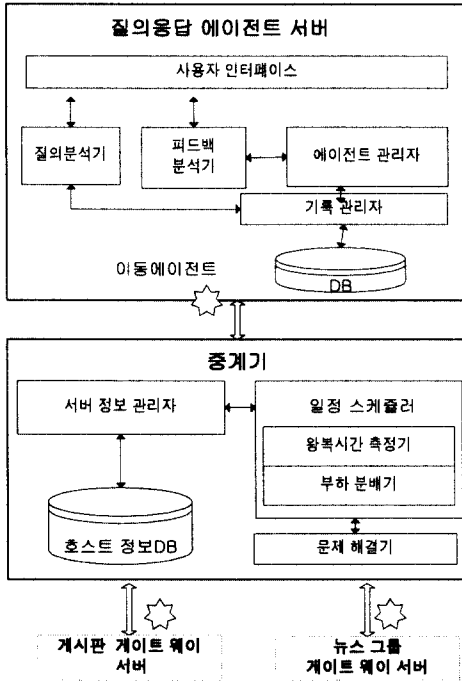 질의응답 에이전트 서버
사용자 인터페이스
질의분석기
피드백
분석기
에이전트 관리자
기록 관리자
이동에이전트
DB
중계기
서버 정보 관리자
일정 스케쥴러
왕복시간 측정기
부하 분배기
호스트 정보DB
문제 해결기
게시판 게이트 웨이
서버
뉴스 그룹
게이트 웨이 서버